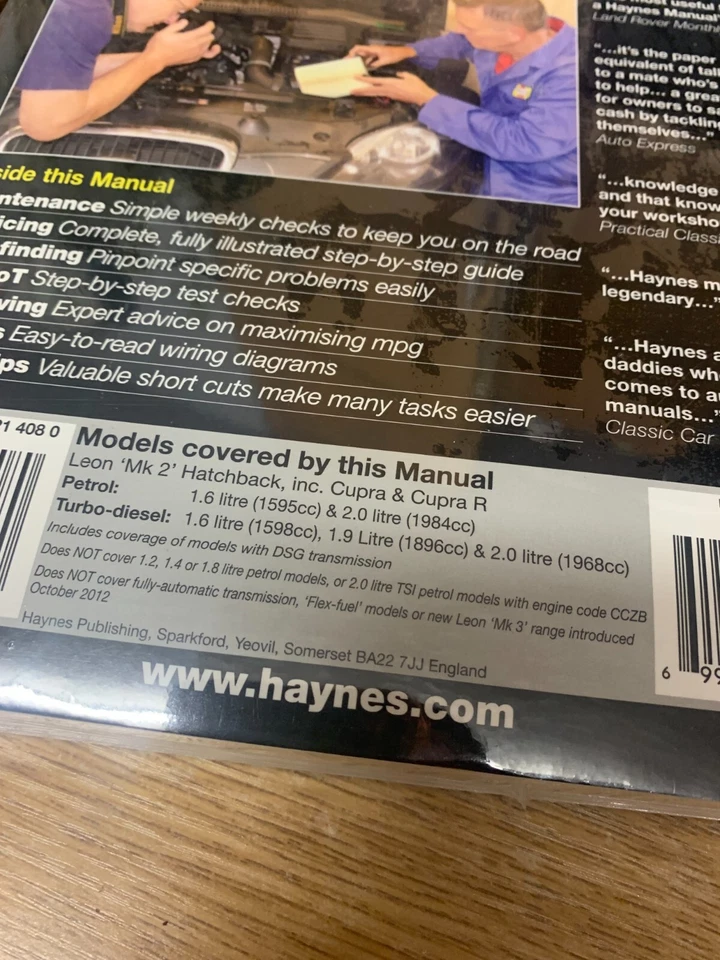 side this Manual
ntenance Simple weekly checks to keep you on the road
icing Complete, fully illustrated step-by-step guide
finding Pinpoint specific problems easily
oT Step-by-step test checks
ving Expert advice on maximising mpg
s Easy-to-read wiring diagrams
ips Valuable short cuts make many tasks easier
most useful
a Haynes Manual
Land Rover Monthl
"...it's the paper
equivalent of tal
to a mate who's
to help... a grea
for owners to sa
cash by tackling
themselves..."
Auto Express
"...knowledge
and that know
your worksho
Practical Classi
"...Haynes m
legendary..."
"...Haynes a
daddies wh
comes to a
manuals..."
Classic Car
21 408 0
Models covered by this Manual
Leon 'Mk 2' Hatchback, inc. Cupra & Cupra R
Petrol: 1.6 litre (1595cc) & 2.0 litre (1984cc)
Turbo-diesel: 1.6 litre (1598cc), 1.9 Litre (1896cc) & 2.0 litre (1968cc)
Includes coverage of models with DSG transmission
Does NOT cover 1.2, 1.4 or 1.8 litre petrol models, or 2.0 litre TSI petrol models with engine code CCZB
Does NOT cover fully-automatic transmission, 'Flex-fuel' models or new Leon 'Mk 3' range introduced
October 2012
Haynes Publishing, Sparkford, Yeovil, Somerset BA22 7JJ England
6 99
www.haynes.com